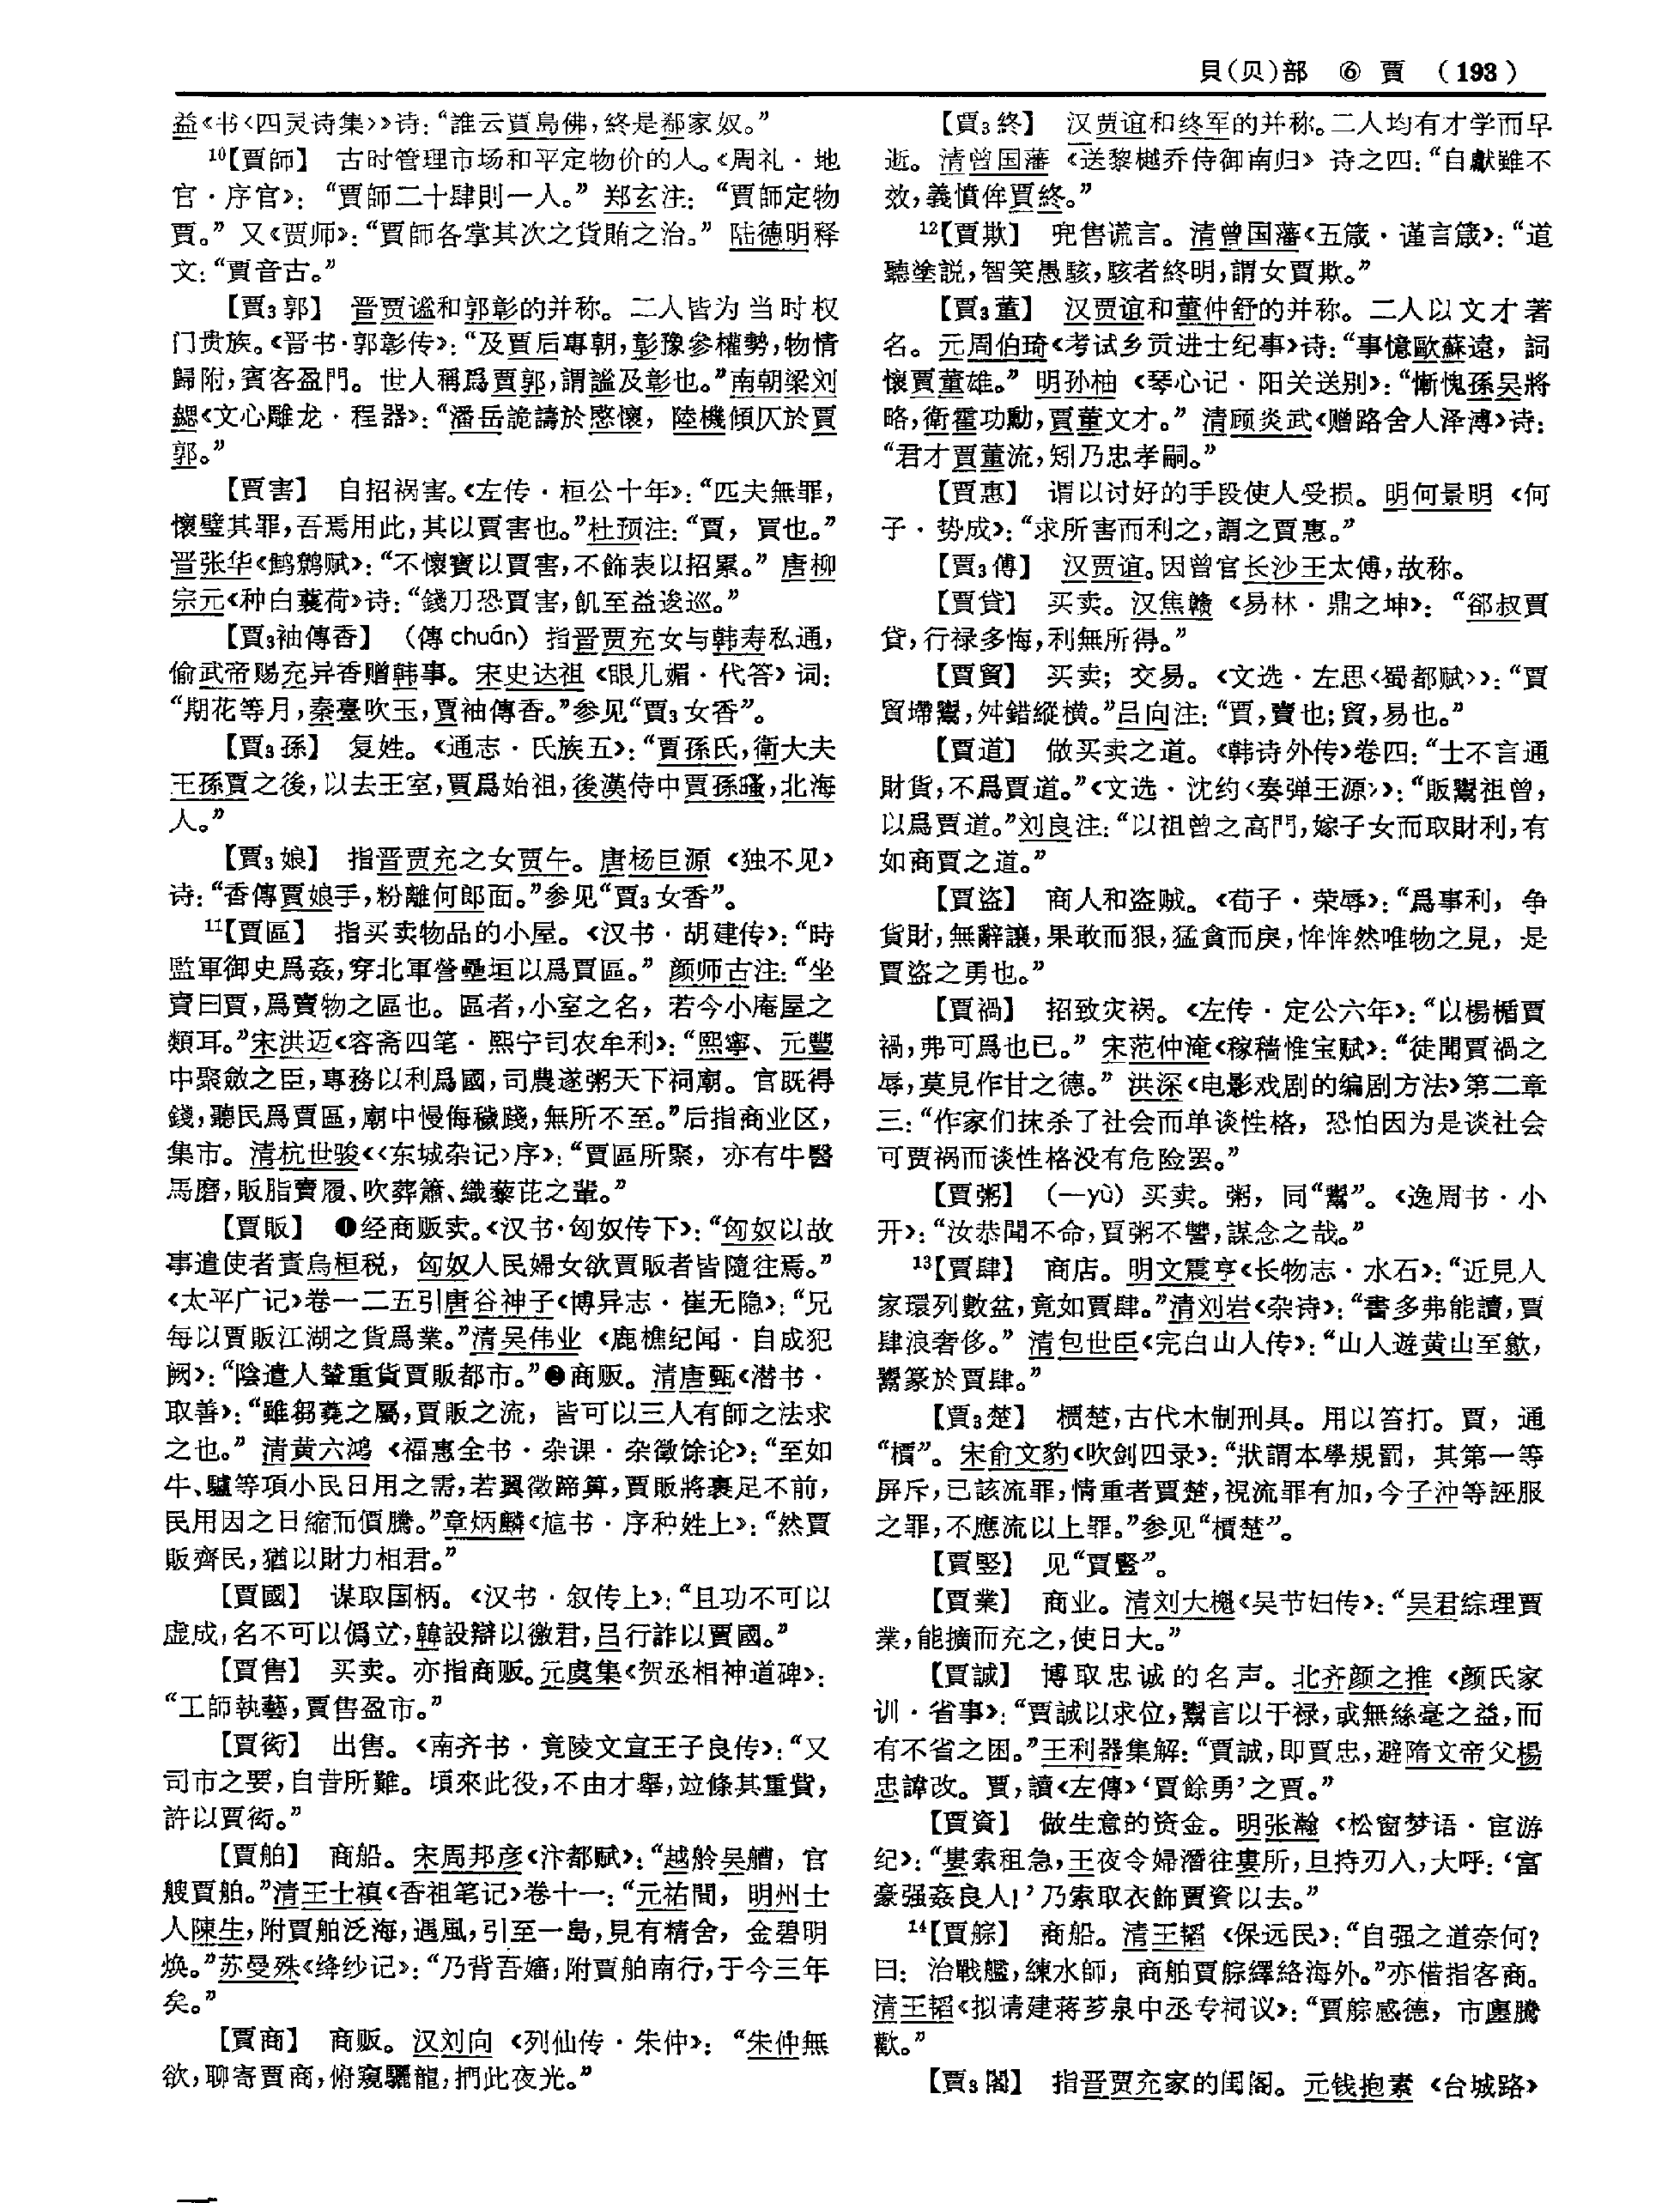 貝(贝)部 ⑥ 賈 (193)
益《书〈四灵诗集〉》诗：“誰云賈島佛，終是郗家奴。”
¹⁰【賈師】 古时管理市场和平定物价的人。《周礼·地
官·序官》：“賈師二十肆則一人。”郑玄注：“賈師定物
賈。”又《贾师》：“賈師各掌其次之貨賄之治。”陆德明释
文：“賈音古。”
【賈₃郭】 晋贾谧和郭彰的并称。二人皆为当时权
门贵族。《晋书·郭彰传》：“及賈后專朝，彰豫参權勢，物情
歸附，賓客盈門。世人稱爲賈郭，謂謐及彰也。”南朝梁刘
勰《文心雕龙·程器》：“潘岳詭譸於愍懷，陸機傾仄於賈
郭。”
【賈害】 自招祸害。《左传·桓公十年》：“匹夫無罪，
懷璧其罪，吾焉用此，其以賈害也。”杜预注：“賈，買也。”
晋张华《鹪鹩赋》：“不懷寶以賈害，不飾表以招累。”唐柳
宗元《种白蘘荷》诗：“錢刀恐賈害，飢至益逡巡。”
【賈₃袖傳香】 （傳 chuán）指晋贾充女与韩寿私通，
偷武帝赐充异香赠韩事。宋史达祖《眼儿媚·代答》词：
“期花等月，秦臺吹玉，賈袖傳香。”参见“賈₃女香”。
【賈₃孫】 复姓。《通志·氏族五》：“賈孫氏，衛大夫
王孫賈之後，以去王室，賈爲始祖，後漢侍中賈孫瑾，北海
人。”
【賈₃娘】 指晋贾充之女贾午。唐杨巨源《独不见》
诗：“香傳賈娘手，粉離何郎面。”参见“賈₃女香”。
¹¹【賈區】 指买卖物品的小屋。《汉书·胡建传》：“時
監軍御史爲姦，穿北軍營壘垣以爲賈區。”颜师古注：“坐
賣曰賈，爲賣物之區也。區者，小室之名，若今小庵屋之
類耳。”宋洪迈《容斋四笔·熙宁司农牟利》：“熙寧、元豐
中聚斂之臣，專務以利爲國，司農遂粥天下祠廟。官既得
錢，聽民爲賈區，廟中慢侮穢踐，無所不至。”后指商业区，
集市。清杭世骏《〈东城杂记〉序》：“賈區所聚，亦有牛醫
馬磨，販脂賣履、吹葬簫、織藜芘之輩。”
【賈販】 ❶经商贩卖。《汉书·匈奴传下》：“匈奴以故
事遣使者責烏桓税，匈奴人民婦女欲賈販者皆隨往焉。”
《太平广记》卷一二五引唐谷神子《博异志·崔无隐》：“兄
每以賈販江湖之貨爲業。”清吴伟业《鹿樵纪闻·自成犯
阙》：“陰遣人輦重貨賈販都市。”❷商贩。清唐甄《潜书·
取善》：“雖芻蕘之屬，賈販之流，皆可以三人有師之法求
之也。”清黄六鸿《福惠全书·杂课·杂徵馀论》：“至如
牛、驢等項小民日用之需，若翼徵蹄算，賈販將裹足不前，
民用因之日縮而價騰。”章炳麟《訄书·序种姓上》：“然賈
販齊民，猶以財力相君。”
【賈國】 谋取国柄。《汉书·叙传上》：“且功不可以
虚成，名不可以僞立，韓設辯以徼君，吕行詐以賈國。”
【賈售】 买卖。亦指商贩。元虞集《贺丞相神道碑》：
“工師執藝，賈售盈市。”
【賈衒】 出售。《南齐书·竟陵文宣王子良传》：“又
司市之要，自昔所難。頃來此役，不由才舉，竝條其重貲，
許以賈衒。”
【賈舶】 商船。宋周邦彦《汴都赋》：“越舲吴艚，官
艘賈舶。”清王士禛《香祖笔记》卷十一：“元祐間，明州士
人陳生，附賈舶泛海，遇風，引至一島，見有精舍，金碧明
焕。”苏曼殊《绛纱记》：“乃背吾嬸，附賈舶南行，于今三年
矣。”
【賈商】 商贩。汉刘向《列仙传·朱仲》：“朱仲無
欲，聊寄賈商，俯窺驪龍，捫此夜光。”
【賈₃終】 汉贾谊和终军的并称。二人均有才学而早
逝。清曾国藩《送黎樾乔侍御南归》诗之四：“自獻雖不
效，義憤侔賈終。”
¹²【賈欺】 兜售谎言。清曾国藩《五箴·谨言箴》：“道
聽塗説，智笑愚駭，駭者終明，謂女賈欺。”
【賈₃董】 汉贾谊和董仲舒的并称。二人以文才著
名。元周伯琦《考试乡贡进士纪事》诗：“事憶歐蘇遠，詞
懷賈董雄。”明孙柚《琴心记·阳关送别》：“慚愧孫吴將
略，衛霍功勳，賈董文才。”清顾炎武《赠路舍人泽溥》诗：
“君才賈董流，矧乃忠孝嗣。”
【賈惠】 谓以讨好的手段使人受损。明何景明《何
子·势成》：“求所害而利之，謂之賈惠。”
【賈₃傅】 汉贾谊。因曾官长沙王太傅，故称。
【賈貸】 买卖。汉焦赣《易林·鼎之坤》：“郤叔賈
貸，行禄多悔，利無所得。”
【賈貿】 买卖；交易。《文选·左思〈蜀都赋〉》：“賈
貿墆鬻，舛錯縱横。”吕向注：“賈，賣也；貿，易也。”
【賈道】 做买卖之道。《韩诗外传》卷四：“士不言通
財貨，不爲賈道。”《文选·沈约〈奏弹王源〉》：“販鬻祖曾，
以爲賈道。”刘良注：“以祖曾之高門，嫁子女而取財利，有
如商賈之道。”
【賈盜】 商人和盗贼。《荀子·荣辱》：“爲事利，争
貨財，無辭讓，果敢而狠，猛貪而戾，恈恈然唯物之見，是
賈盜之勇也。”
【賈禍】 招致灾祸。《左传·定公六年》：“以楊楯賈
禍，弗可爲也已。”宋范仲淹《稼穑惟宝赋》：“徒聞賈禍之
辱，莫見作甘之德。”洪深《电影戏剧的编剧方法》第二章
三：“作家们抹杀了社会而单谈性格，恐怕因为是谈社会
可贾祸而谈性格没有危险罢。”
【賈粥】 （—yù）买卖。粥，同“鬻”。《逸周书·小
开》：“汝恭聞不命，賈粥不讐，謀念之哉。”
¹³【賈肆】 商店。明文震亨《长物志·水石》：“近見人
家環列數盆，竟如賈肆。”清刘岩《杂诗》：“書多弗能讀，賈
肆浪奢侈。”清包世臣《完白山人传》：“山人遊黄山至歙，
鬻篆於賈肆。”
【賈₃楚】 檟楚，古代木制刑具。用以笞打。賈，通
“檟”。宋俞文豹《吹剑四录》：“狀謂本學規罰，其第一等
屏斥，已該流罪，情重者賈楚，視流罪有加，今子沖等誣服
之罪，不應流以上罪。”参见“檟楚”。
【賈竪】 见“賈豎”。
【賈業】 商业。清刘大櫆《吴节妇传》：“吴君綜理賈
業，能擴而充之，使日大。”
【賈誠】 博取忠诚的名声。北齐颜之推《颜氏家
训·省事》：“賈誠以求位，鬻言以干禄，或無絲毫之益，而
有不省之困。”王利器集解：“賈誠，即賈忠，避隋文帝父楊
忠諱改。賈，讀《左傳》‘賈餘勇’之賈。”
【賈資】 做生意的资金。明张瀚《松窗梦语·宦游
纪》：“婁索租急，王夜令婦潛往婁所，旦持刃入，大呼：‘富
豪强姦良人！’乃索取衣飾賈資以去。”
¹⁴【賈艅】 商船。清王韬《保远民》：“自强之道奈何？
曰：治戰艦，練水師，商舶賈艅繹絡海外。”亦借指客商。
清王韬《拟请建蒋芗泉中丞专祠议》：“賈艅感德，市廛騰
歡。”
【賈₃閣】 指晋贾充家的闺阁。元钱抱素《台城路》